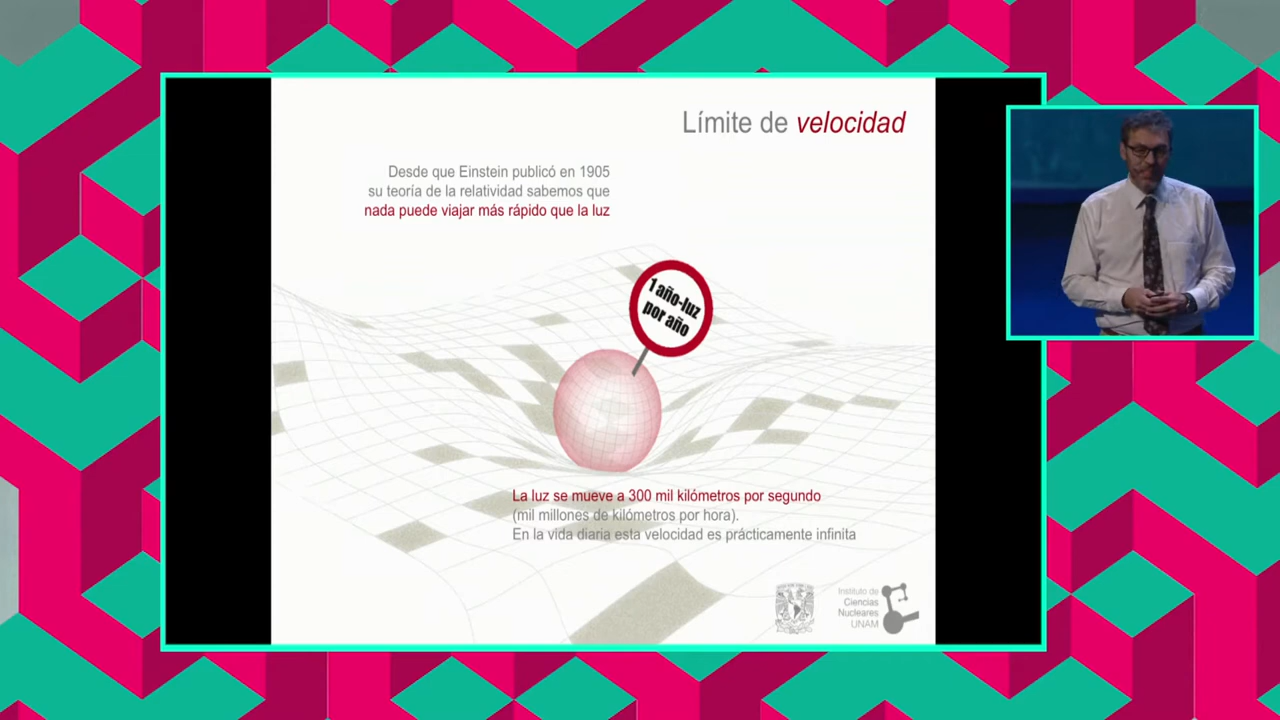 Límite de velocidad
Desde que Einstein publicó en 1905
su teoría de la relatividad sabemos que
nada puede viajar más rápido que la luz
1 año-luz
por año
La luz se mueve a 300 mil kilómetros por segundo
(mil millones de kilómetros por hora).
En la vida diaria esta velocidad es prácticamente infinita
Instituto de
Ciencias
Nucleares
UNAM